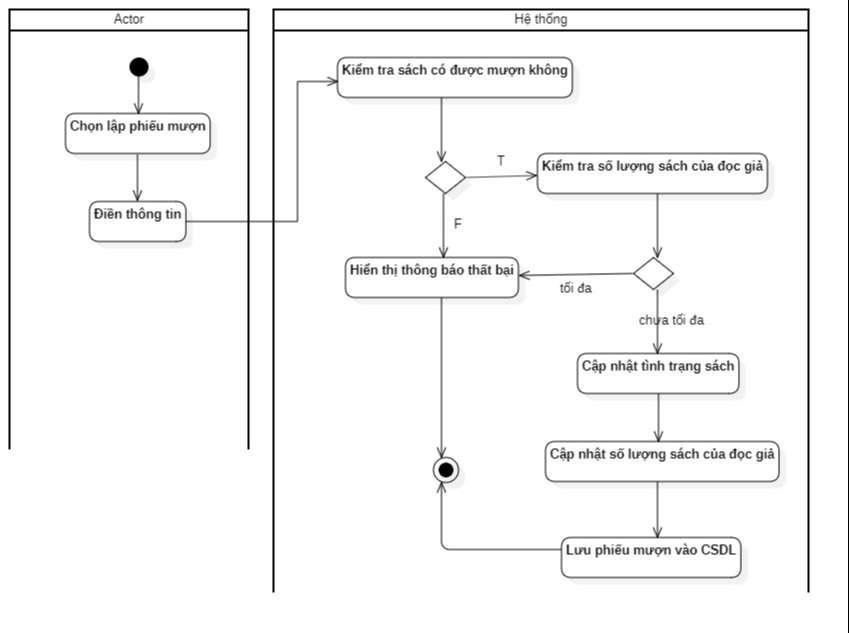 Actor
Hệ thống
Chọn lập phiếu mượn
Điền thông tin
Kiểm tra sách có được mượn không
T
Kiểm tra số lượng sách của đọc giả
F
Hiển thị thông báo thất bại
tối đa
chưa tối đa
Cập nhật tình trạng sách
Cập nhật số lượng sách của đọc giả
Lưu phiếu mượn vào CSDL